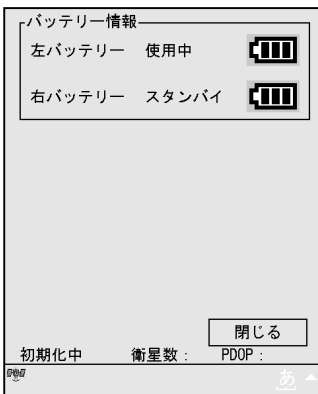 バッテリー情報
左バッテリー 使用中
右バッテリー スタンバイ
閉じる
初期化中 衛星数： PDOP：
あ